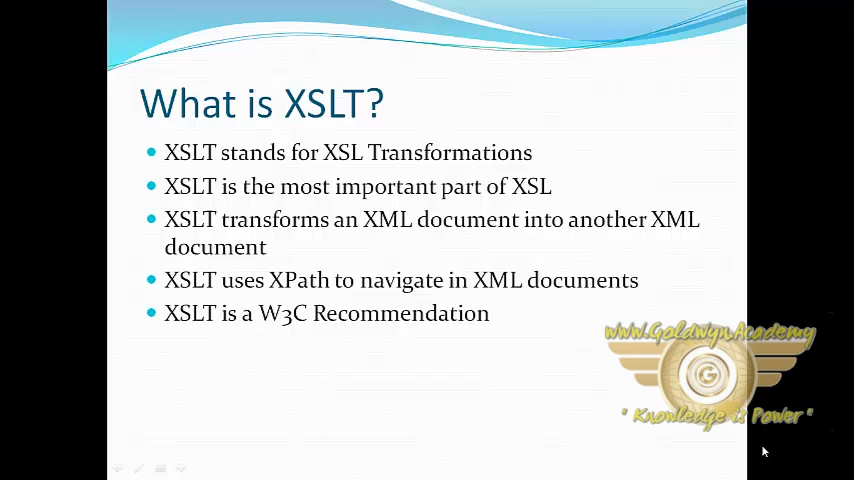 What is XSLT?
XSLT stands for XSL Transformations
XSLT is the most important part of XSL
XSLT transforms an XML document into another XML
document
XSLT uses XPath to navigate in XML documents
XSLT is a W3C Recommendation
www.GoldwynAcademy
G
" Knowledge is Power "